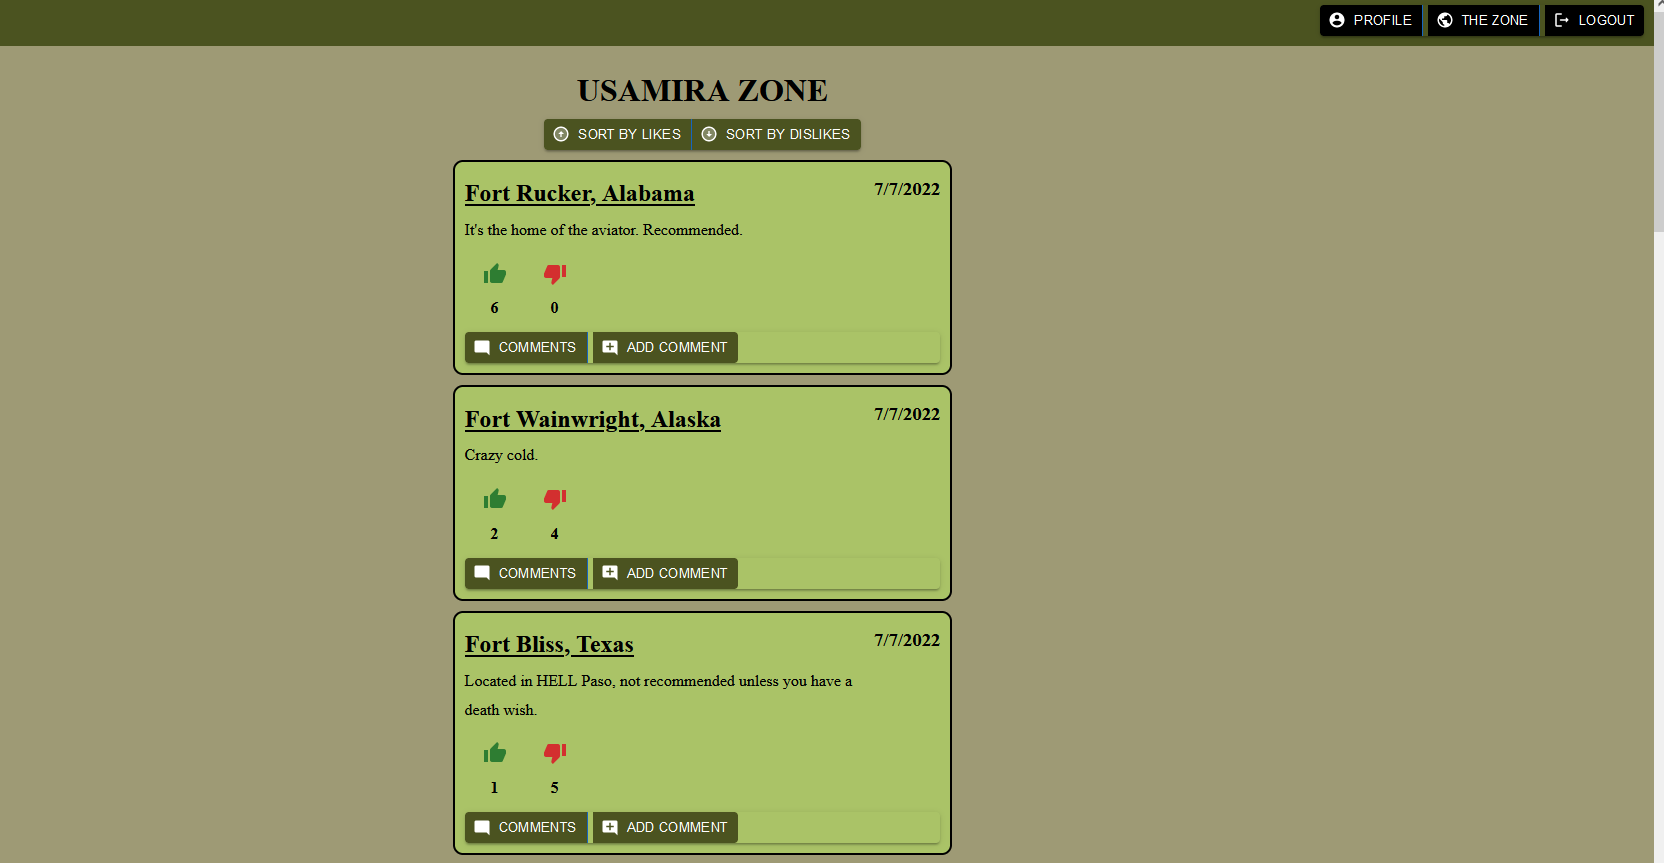 PROFILE THE ZONE LOGOUT
USAMIRA ZONE
SORT BY LIKES SORT BY DISLIKES
Fort Rucker, Alabama 7/7/2022
It's the home of the aviator. Recommended.
6 0
COMMENTS ADD COMMENT
Fort Wainwright, Alaska 7/7/2022
Crazy cold.
2 4
COMMENTS ADD COMMENT
Fort Bliss, Texas 7/7/2022
Located in HELL Paso, not recommended unless you have a
death wish.
1 5
COMMENTS ADD COMMENT